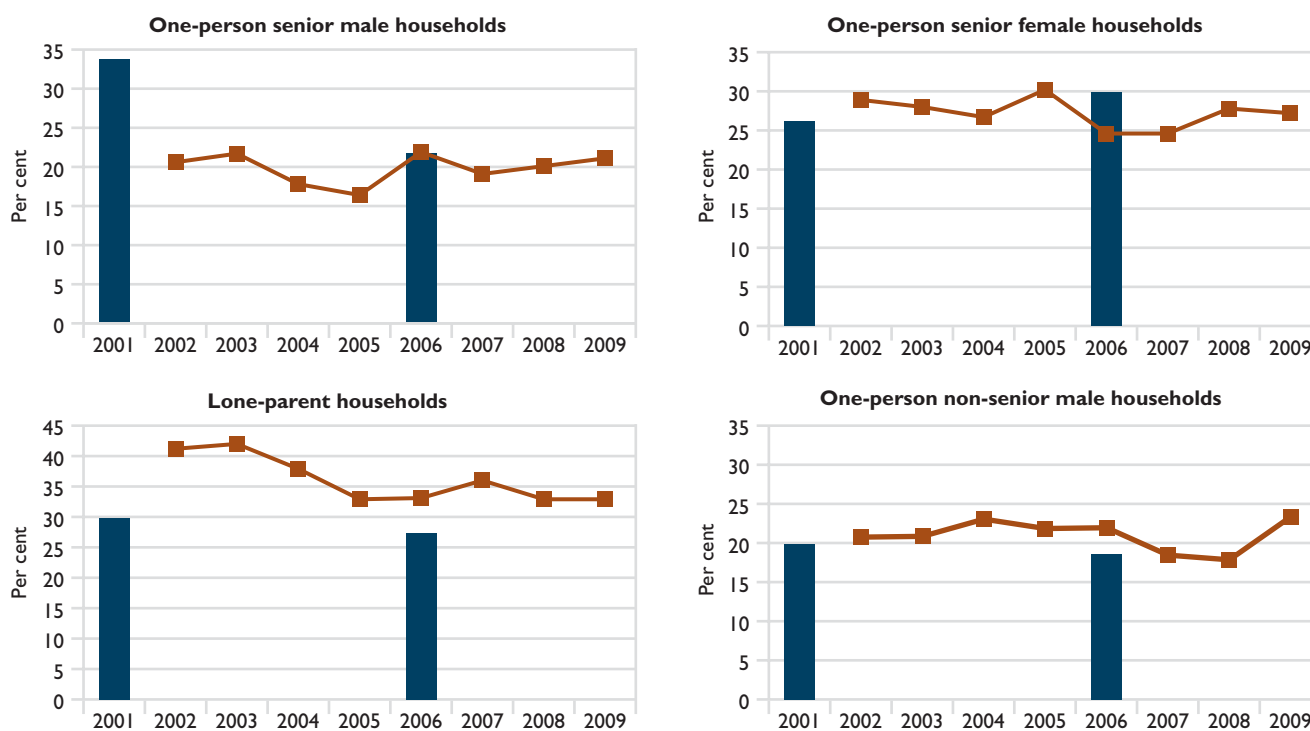 One-person senior male households
35
30
25
20
15
10
5
0
Per cent
2001 2002 2003 2004 2005 2006 2007 2008 2009
One-person senior female households
35
30
25
20
15
10
5
0
Per cent
2001 2002 2003 2004 2005 2006 2007 2008 2009
Lone-parent households
45
40
35
30
25
20
15
10
5
0
Per cent
2001 2002 2003 2004 2005 2006 2007 2008 2009
One-person non-senior male households
35
30
25
20
15
10
5
0
Per cent
2001 2002 2003 2004 2005 2006 2007 2008 2009